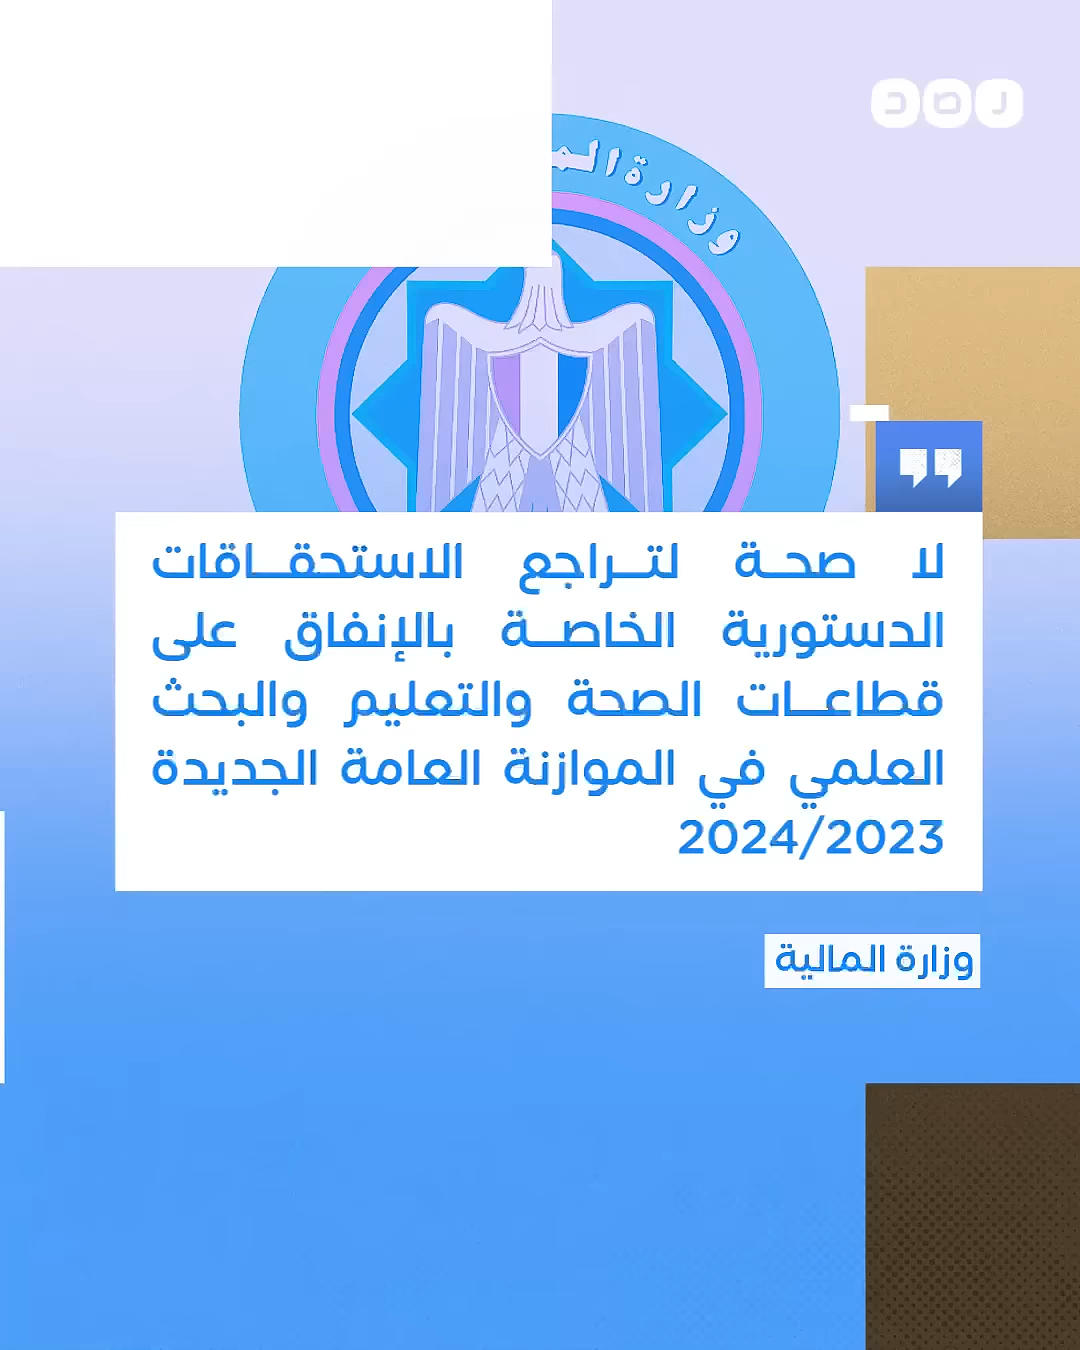 رصد
وزارة
لا صحة لتراجع الاستحقاقات
الدستورية الخاصة بالإنفاق على
قطاعات الصحة والتعليم والبحث
العلمي في الموازنة العامة الجديدة
2024/2023
وزارة المالية